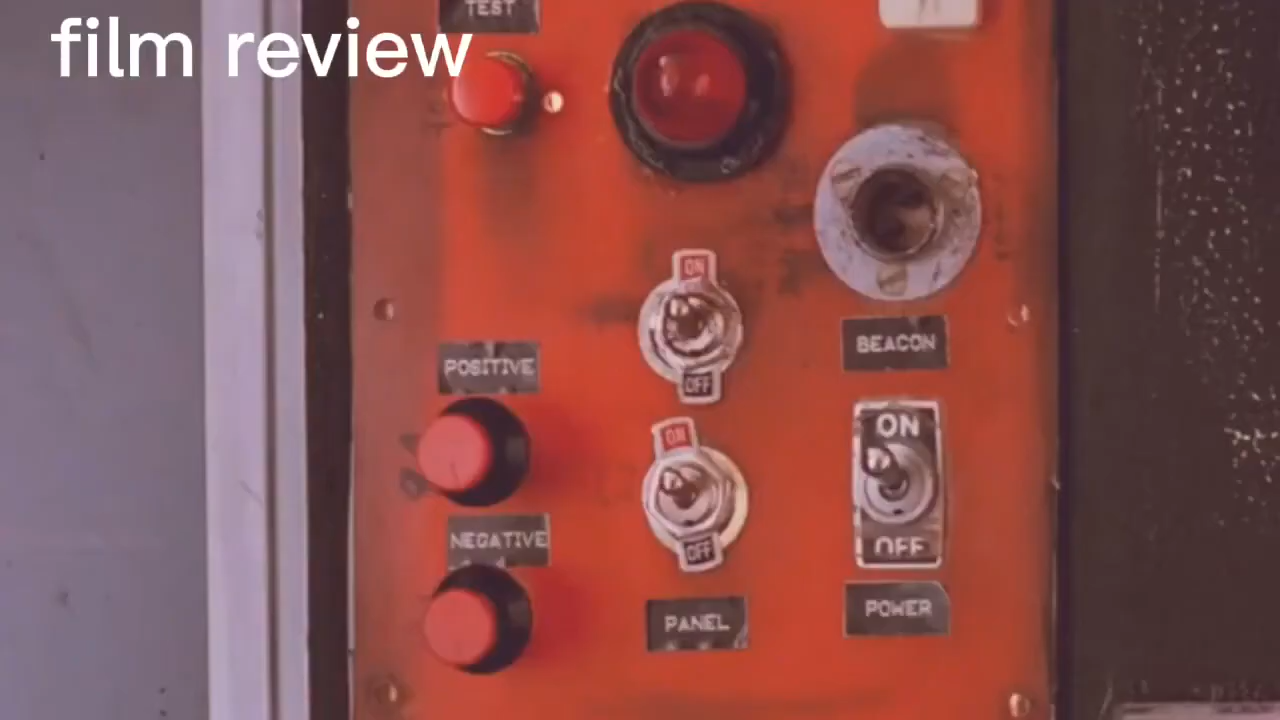 film review
TEST
ON
OFF
BEACON
POSITIVE
ON
OFF
ON
OFF
NEGATIVE
PANEL
POWER